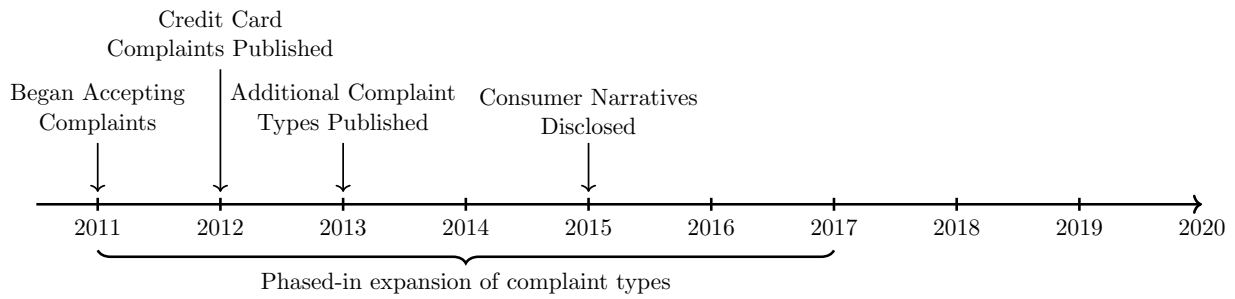 Credit Card
Complaints Published
Began Accepting
Complaints
Additional Complaint
Types Published
Consumer Narratives
Disclosed
2011 2012 2013 2014 2015 2016 2017 2018 2019 2020
Phased-in expansion of complaint types